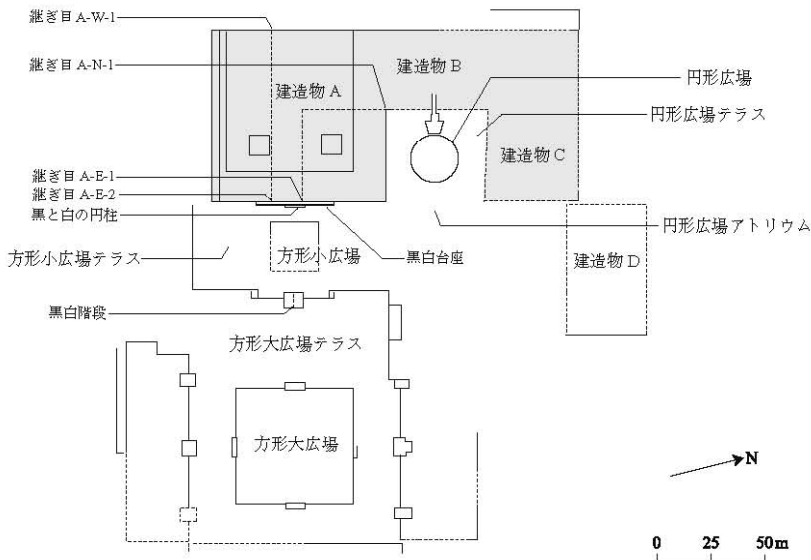 継ぎ目 A-W-1
継ぎ目 A-N-1
建造物 B
建造物 A
円形広場
円形広場テラス
建造物 C
継ぎ目 A-E-1
継ぎ目 A-E-2
黒と白の円柱
円形広場アトリウム
方形小広場テラス
方形小広場
黒白台座
建造物 D
黒白階段
方形大広場テラス
方形大広場
N
0 25 50m